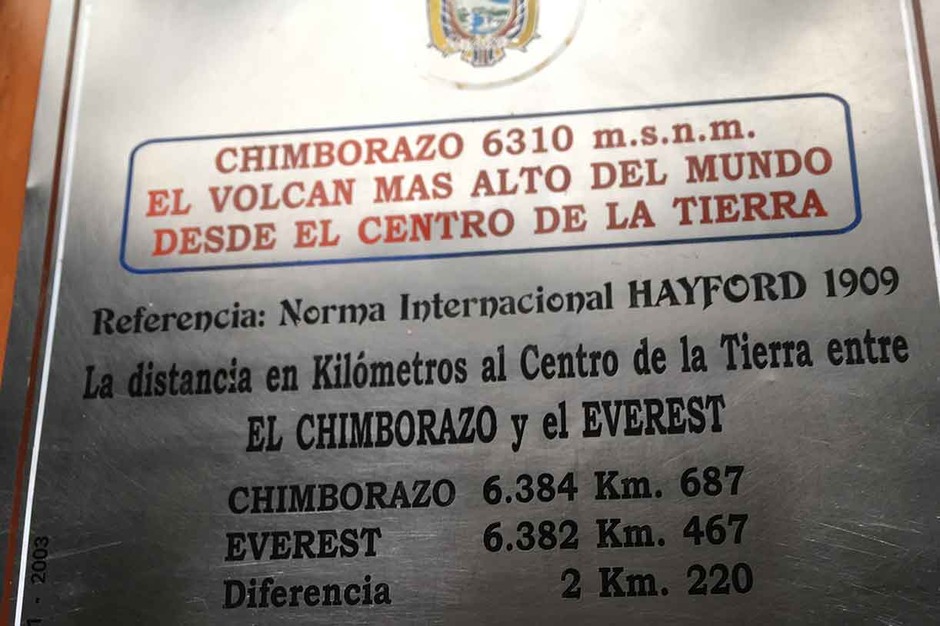 CHIMBORAZO 6310 m.s.n.m.
EL VOLCAN MAS ALTO DEL MUNDO
DESDE EL CENTRO DE LA TIERRA
Referencia: Norma Internacional HAYFORD 1909
La distancia en Kilómetros al Centro de la Tierra entre
EL CHIMBORAZO y el EVEREST
CHIMBORAZO 6.384 Km. 687
EVEREST 6.382 Km. 467
Diferencia 2 Km. 220
1 - 2003